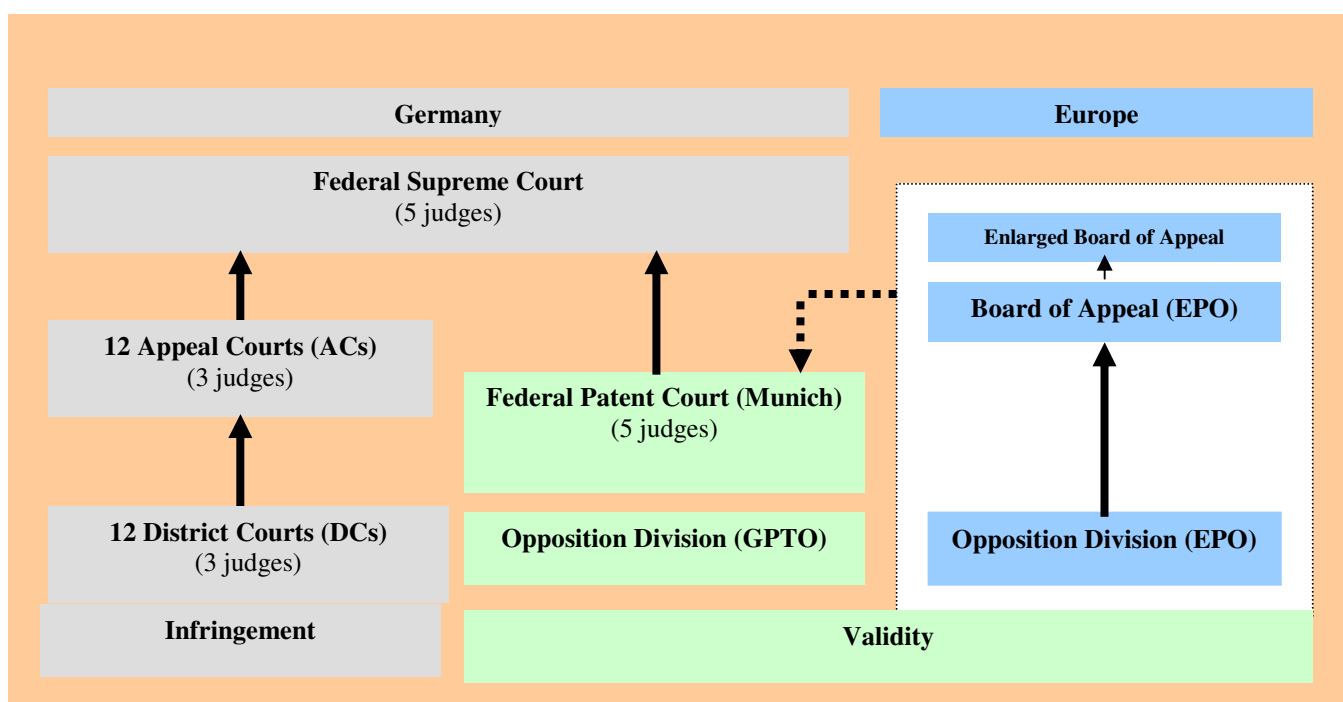 Germany
Europe
Federal Supreme Court
(5 judges)
Enlarged Board of Appeal
Board of Appeal (EPO)
12 Appeal Courts (ACs)
(3 judges)
Federal Patent Court (Munich)
(5 judges)
12 District Courts (DCs)
(3 judges)
Opposition Division (GPTO)
Opposition Division (EPO)
Infringement
Validity